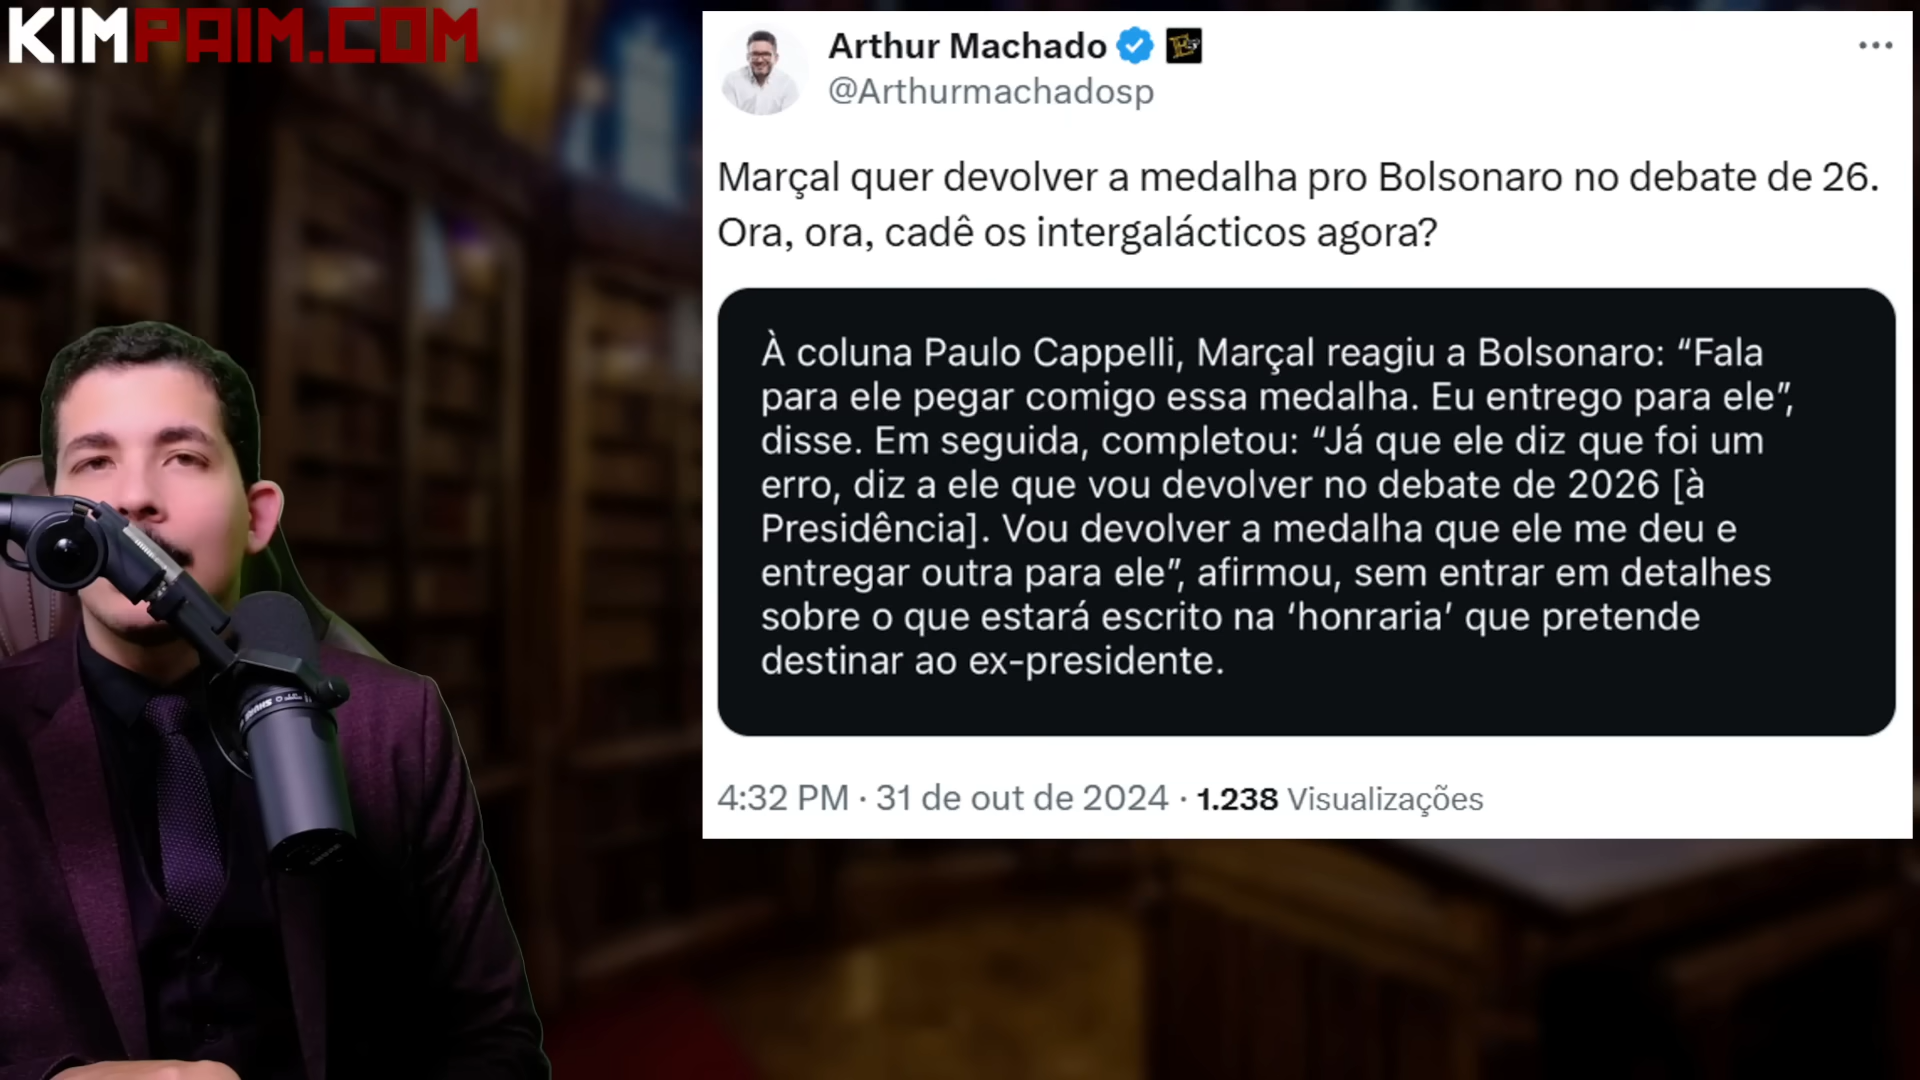 KIMPAIM.COM
Arthur Machado
@Arthurmachadosp
Marçal quer devolver a medalha pro Bolsonaro no debate de 26.
Ora, ora, cadê os intergalácticos agora?
À coluna Paulo Cappelli, Marçal reagiu a Bolsonaro: “Fala
para ele pegar comigo essa medalha. Eu entrego para ele”,
disse. Em seguida, completou: “Já que ele diz que foi um
erro, diz a ele que vou devolver no debate de 2026 [à
Presidência]. Vou devolver a medalha que ele me deu e
entregar outra para ele”, afirmou, sem entrar em detalhes
sobre o que estará escrito na ‘honraria’ que pretende
destinar ao ex-presidente.
4:32 PM · 31 de out de 2024 · 1.238 Visualizações